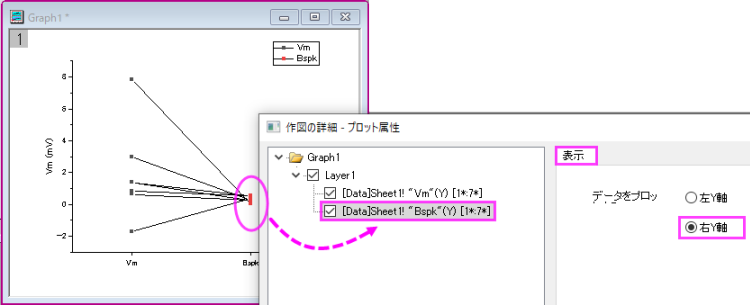 Graph1 *
1
Vm
Bspk
8
6
4
2
0
-2
Vm (mV)
Vm
Bspk
作図の詳細 - プロット属性
Graph1
Layer1
[Data]Sheet1! "Vm"(Y) [1*:7*]
[Data]Sheet1! "Bspk"(Y) [1*:7*]
表示
データをプロッ
左Y軸
右Y軸